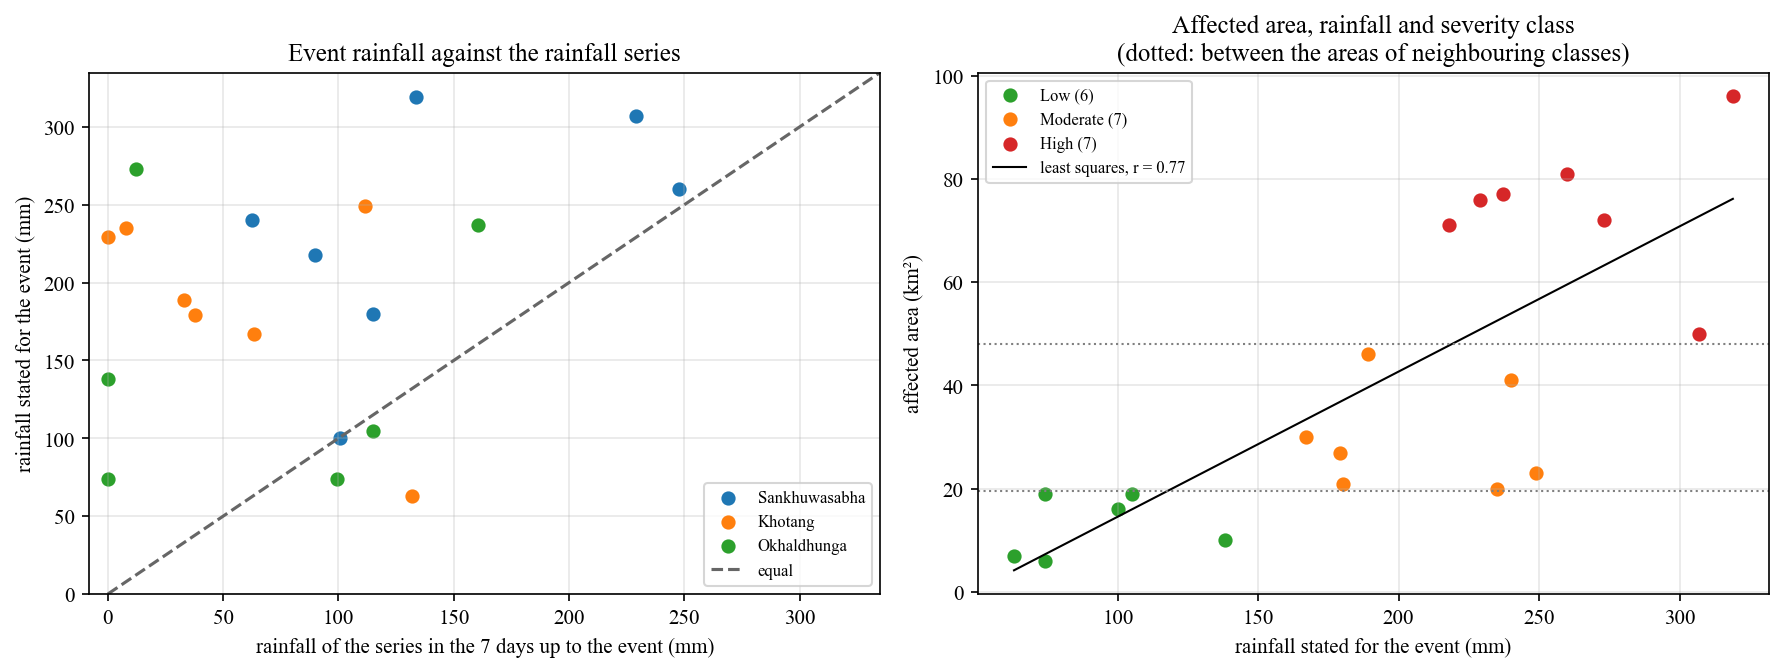 Event rainfall against the rainfall series
rainfall stated for the event (mm)
300
250
200
150
100
50
0
0 50 100 150 200 250 300
rainfall of the series in the 7 days up to the event (mm)
Sankhuwasabha
Khotang
Okhaldhunga
equal
Affected area, rainfall and severity class
(dotted: between the areas of neighbouring classes)
affected area (km²)
100
80
60
40
20
0
100 150 200 250 300
rainfall stated for the event (mm)
Low (6)
Moderate (7)
High (7)
least squares, r = 0.77